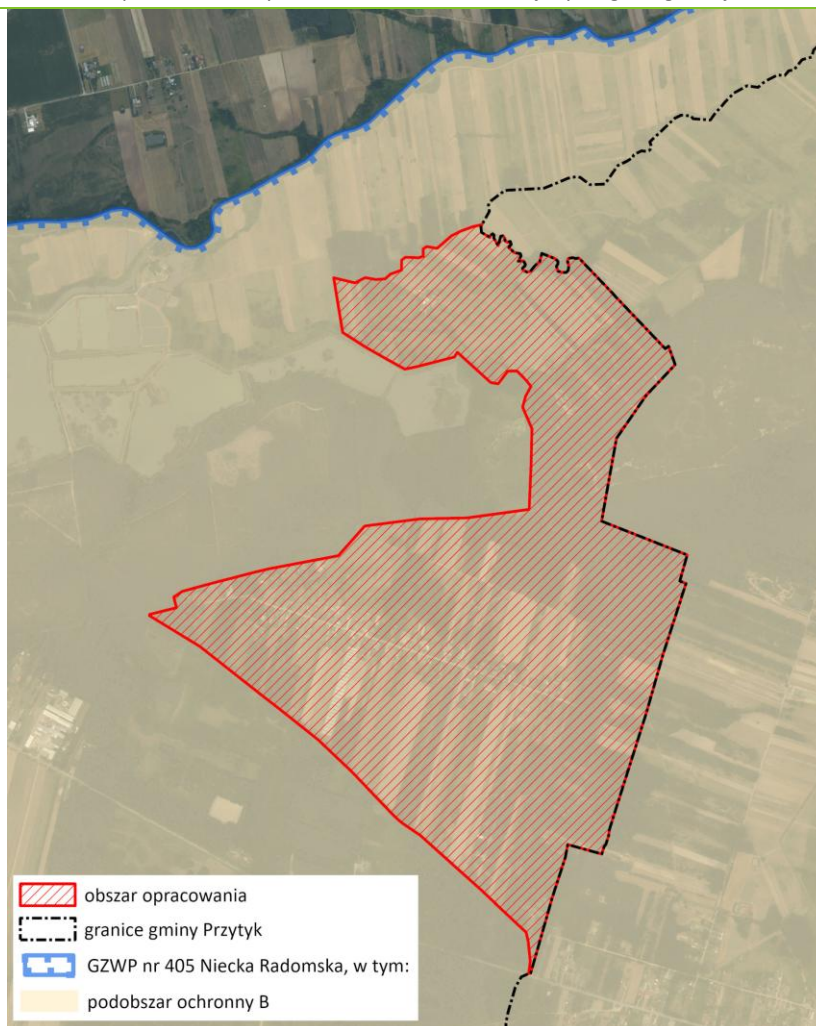 obszar opracowania
granice gminy Przytyk
GZWP nr 405 Niecka Radomska, w tym:
podobszar ochronny B